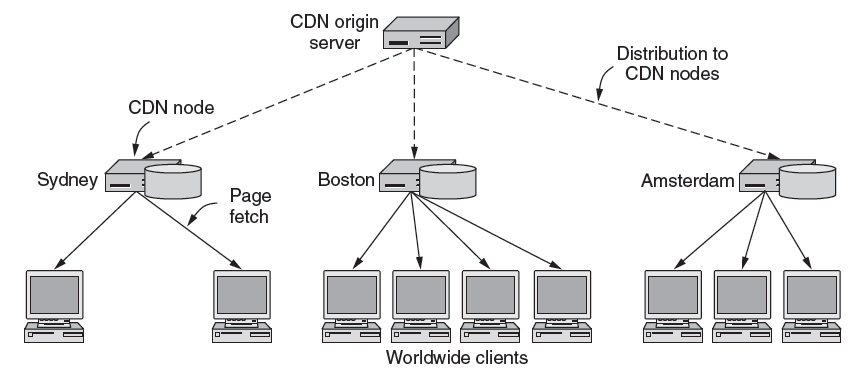 CDN origin
server
Distribution to
CDN nodes
CDN node
Sydney
Boston
Amsterdam
Page
fetch
Worldwide clients